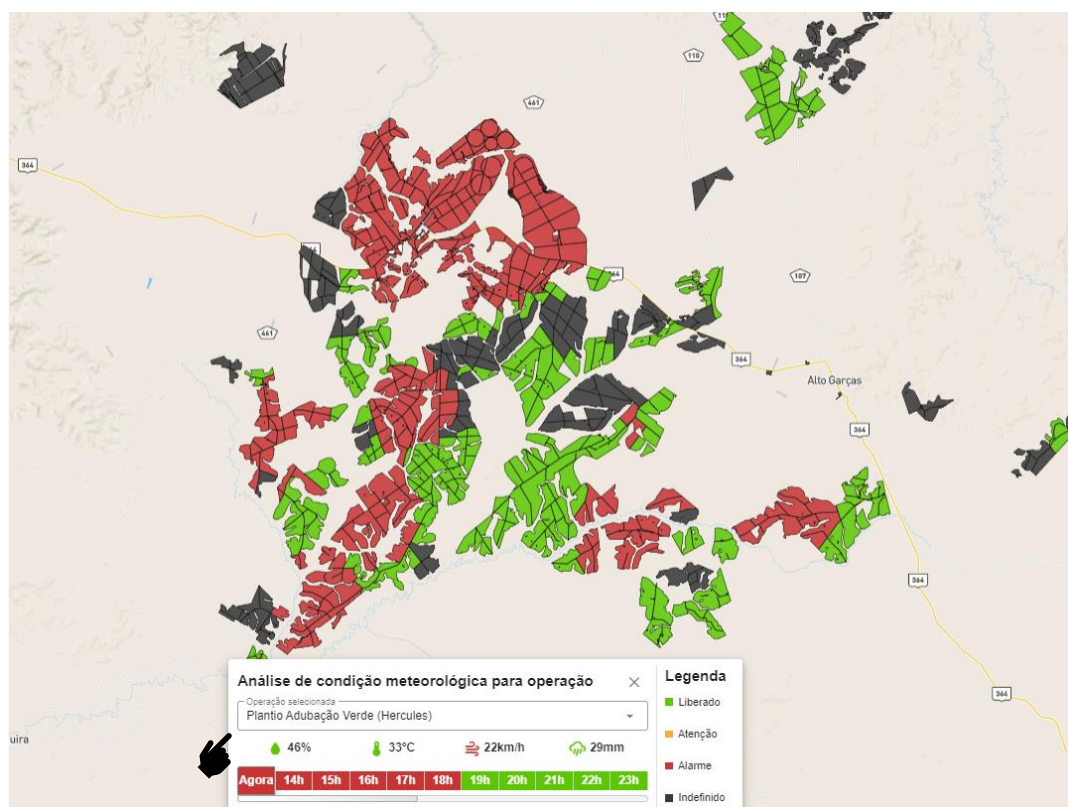 11
110
461
364
364
364
107
461
364
Alto Garças
364
364
364
uira
Análise de condição meteorológica para operação
Operação selecionada
Plantio Adubação Verde (Hercules)
46% 33°C 22km/h 29mm
Agora 14h 15h 16h 17h 18h 19h 20h 21h 22h 23h
Legenda
Liberado
Atenção
Alarme
Indefinido